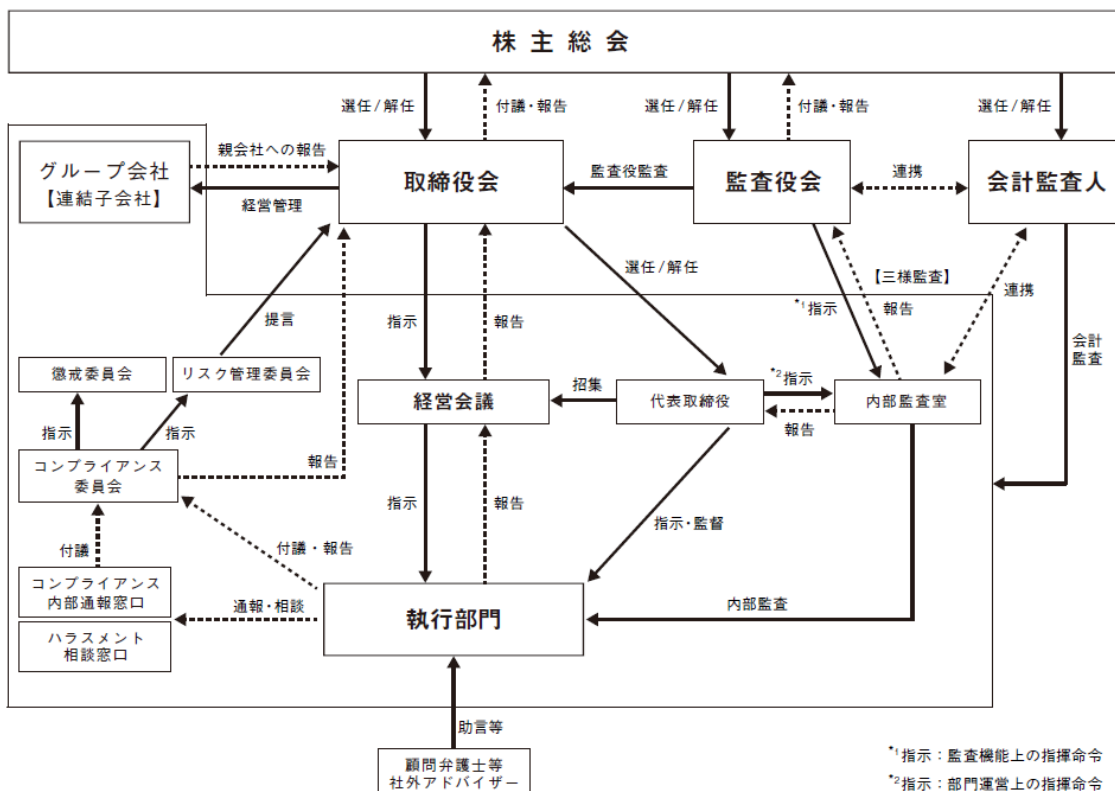 株主総会
選任/解任
付議・報告
選任/解任
付議・報告
選任/解任
グループ会社
【連結子会社】
親会社への報告
経営管理
取締役会
監査役監査
監査役会
連携
会計監査人
選任/解任
【三様監査】
*1指示
報告
連携
提言
指示
報告
会計
監査
懲戒委員会
リスク管理委員会
経営会議
招集
代表取締役
*2指示
報告
内部監査室
指示
指示
コンプライアンス
委員会
報告
指示
報告
指示・監督
付議
付議・報告
コンプライアンス
内部通報窓口
ハラスメント
相談窓口
通報・相談
執行部門
内部監査
助言等
顧問弁護士等
社外アドバイザー
*1指示：監査機能上の指揮命令
*2指示：部門運営上の指揮命令